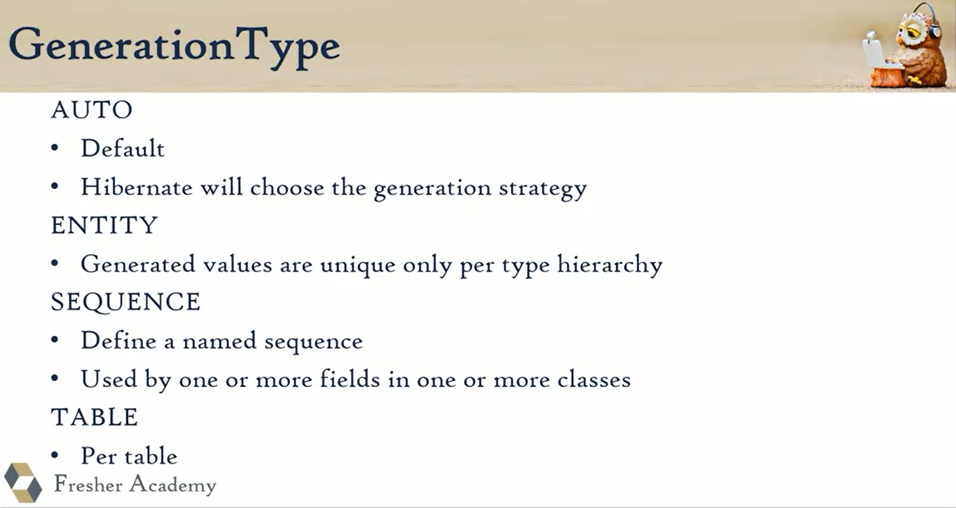 GenerationType
AUTO
• Default
• Hibernate will choose the generation strategy
ENTITY
• Generated values are unique only per type hierarchy
SEQUENCE
• Define a named sequence
• Used by one or more fields in one or more classes
TABLE
• Per table
Fresher Academy